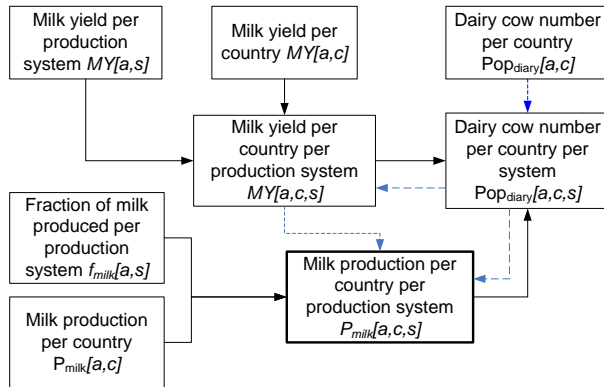 Milk yield per
production
system MY[a,s]
Milk yield per
country MY[a,c]
Dairy cow number
per country
Popdiary[a,c]
Milk yield per
country per
production system
MY[a,c,s]
Dairy cow number
per country per
system
Popdiary[a,c,s]
Fraction of milk
produced per
production
system fmilk[a,s]
Milk production per
country per
production system
Pmilk[a,c,s]
Milk production
per country
Pmilk[a,c]